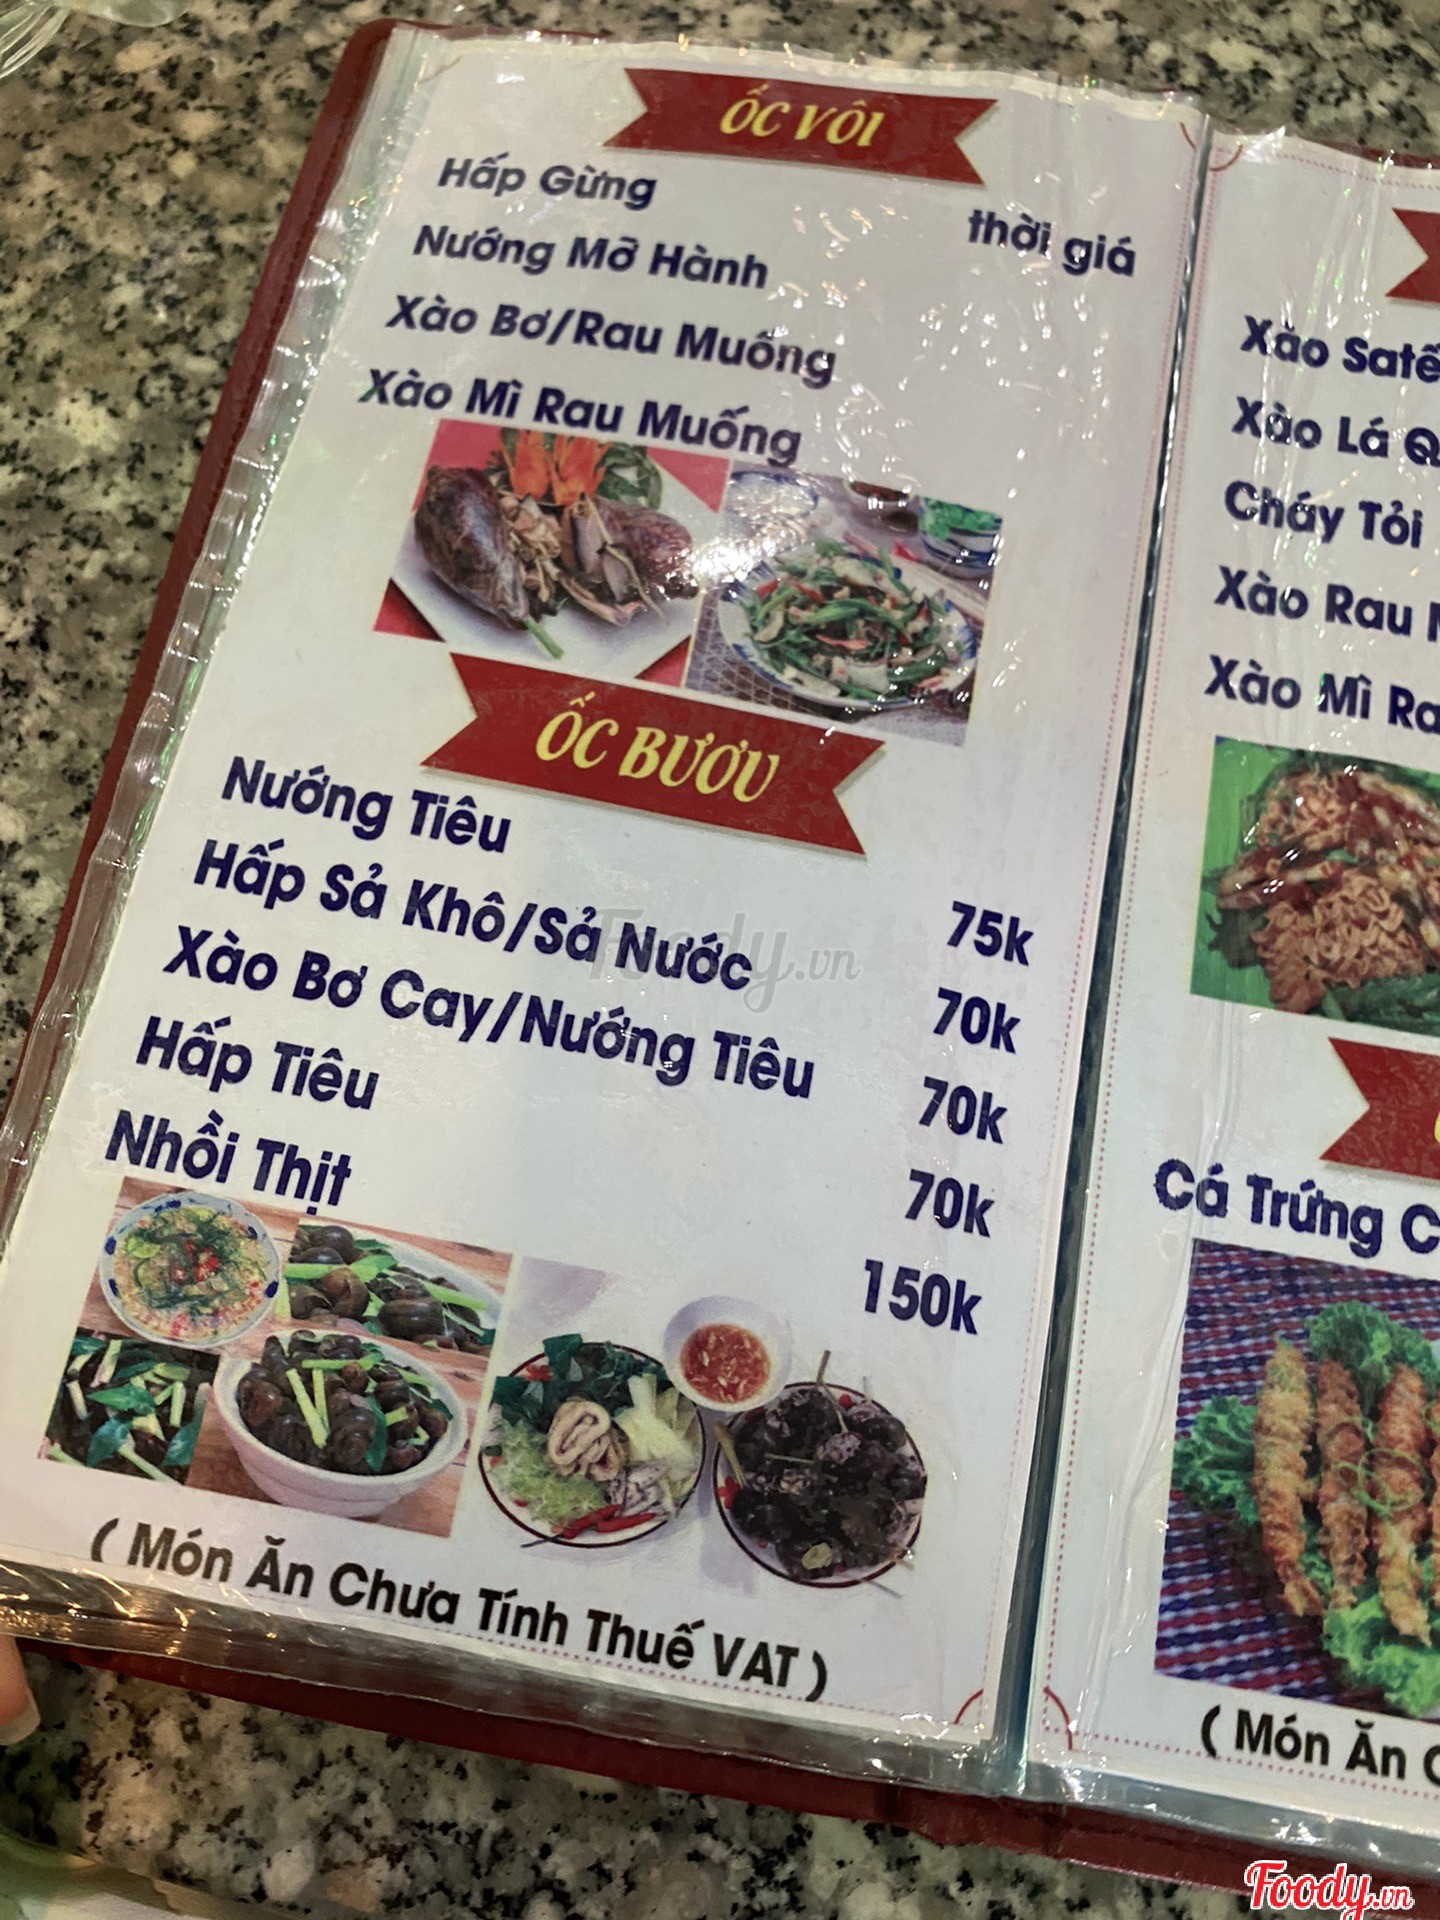 ỐC VÔI
Hấp Gừng
thời giá
Nướng Mỡ Hành
Xào Bơ/Rau Muống
Xào Mì Rau Muống
ỐC BƯƠU
Nướng Tiêu 75k
Hấp Sả Khô/Sả Nước 70k
Xào Bơ Cay/Nướng Tiêu 70k
Hấp Tiêu 70k
Nhồi Thịt 150k
( Món Ăn Chưa Tính Thuế VAT )
Xào Satế
Xào Lá
Cháy Tỏi
Xào Rau
Xào Mì
Cá Trứng
( Món Ăn
Foody.vn
Foody.vn